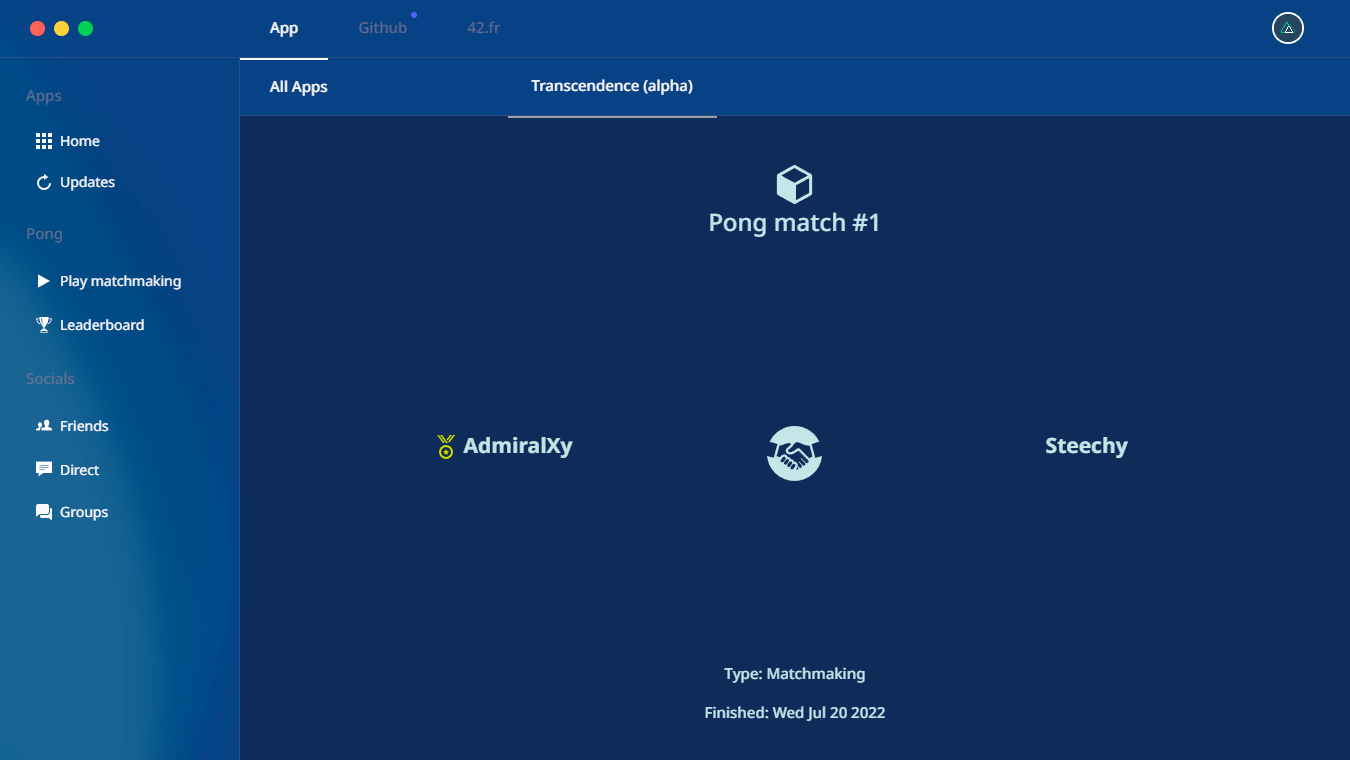 App
Github
42.fr
All Apps
Transcendence (alpha)
Apps
Home
Updates
Pong
Play matchmaking
Leaderboard
Socials
Friends
Direct
Groups
Pong match #1
AdmiralXy
Steechy
Type: Matchmaking
Finished: Wed Jul 20 2022